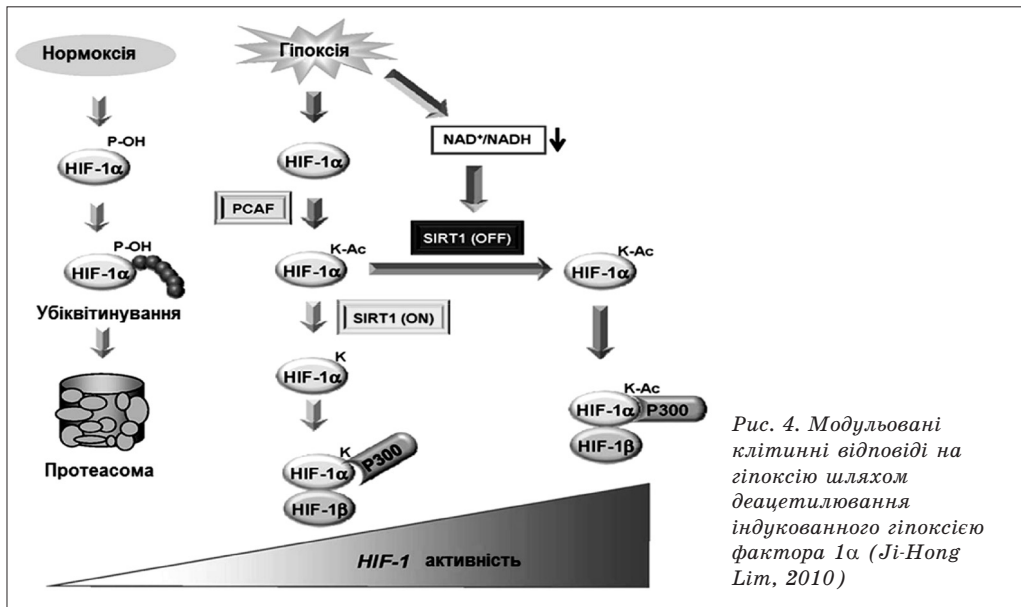 Нормоксія
P-OH
HIF-1α
P-OH
HIF-1α
Убіквітинування
Протеасома
Гіпоксія
HIF-1α
PCAF
K-Ac
HIF-1α
SIRT1 (ON)
K
HIF-1α
K
HIF-1α
P300
HIF-1β
NAD⁺/NADH
SIRT1 (OFF)
K-Ac
HIF-1α
K-Ac
HIF-1α
P300
HIF-1β
HIF-1 активність
Рис. 4. Модульовані
клітинні відповіді на
гіпоксію шляхом
деацетилювання
індукованного гіпоксією
фактора 1α (Ji-Hong
Lim, 2010)